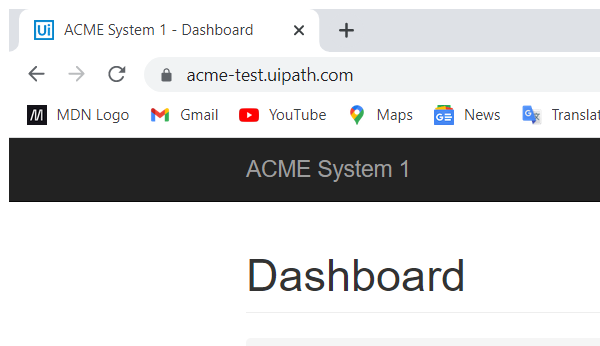 Ui ACME System 1 - Dashboard
acme-test.uipath.com
MDN Logo Gmail YouTube Maps News Translat
ACME System 1
Dashboard